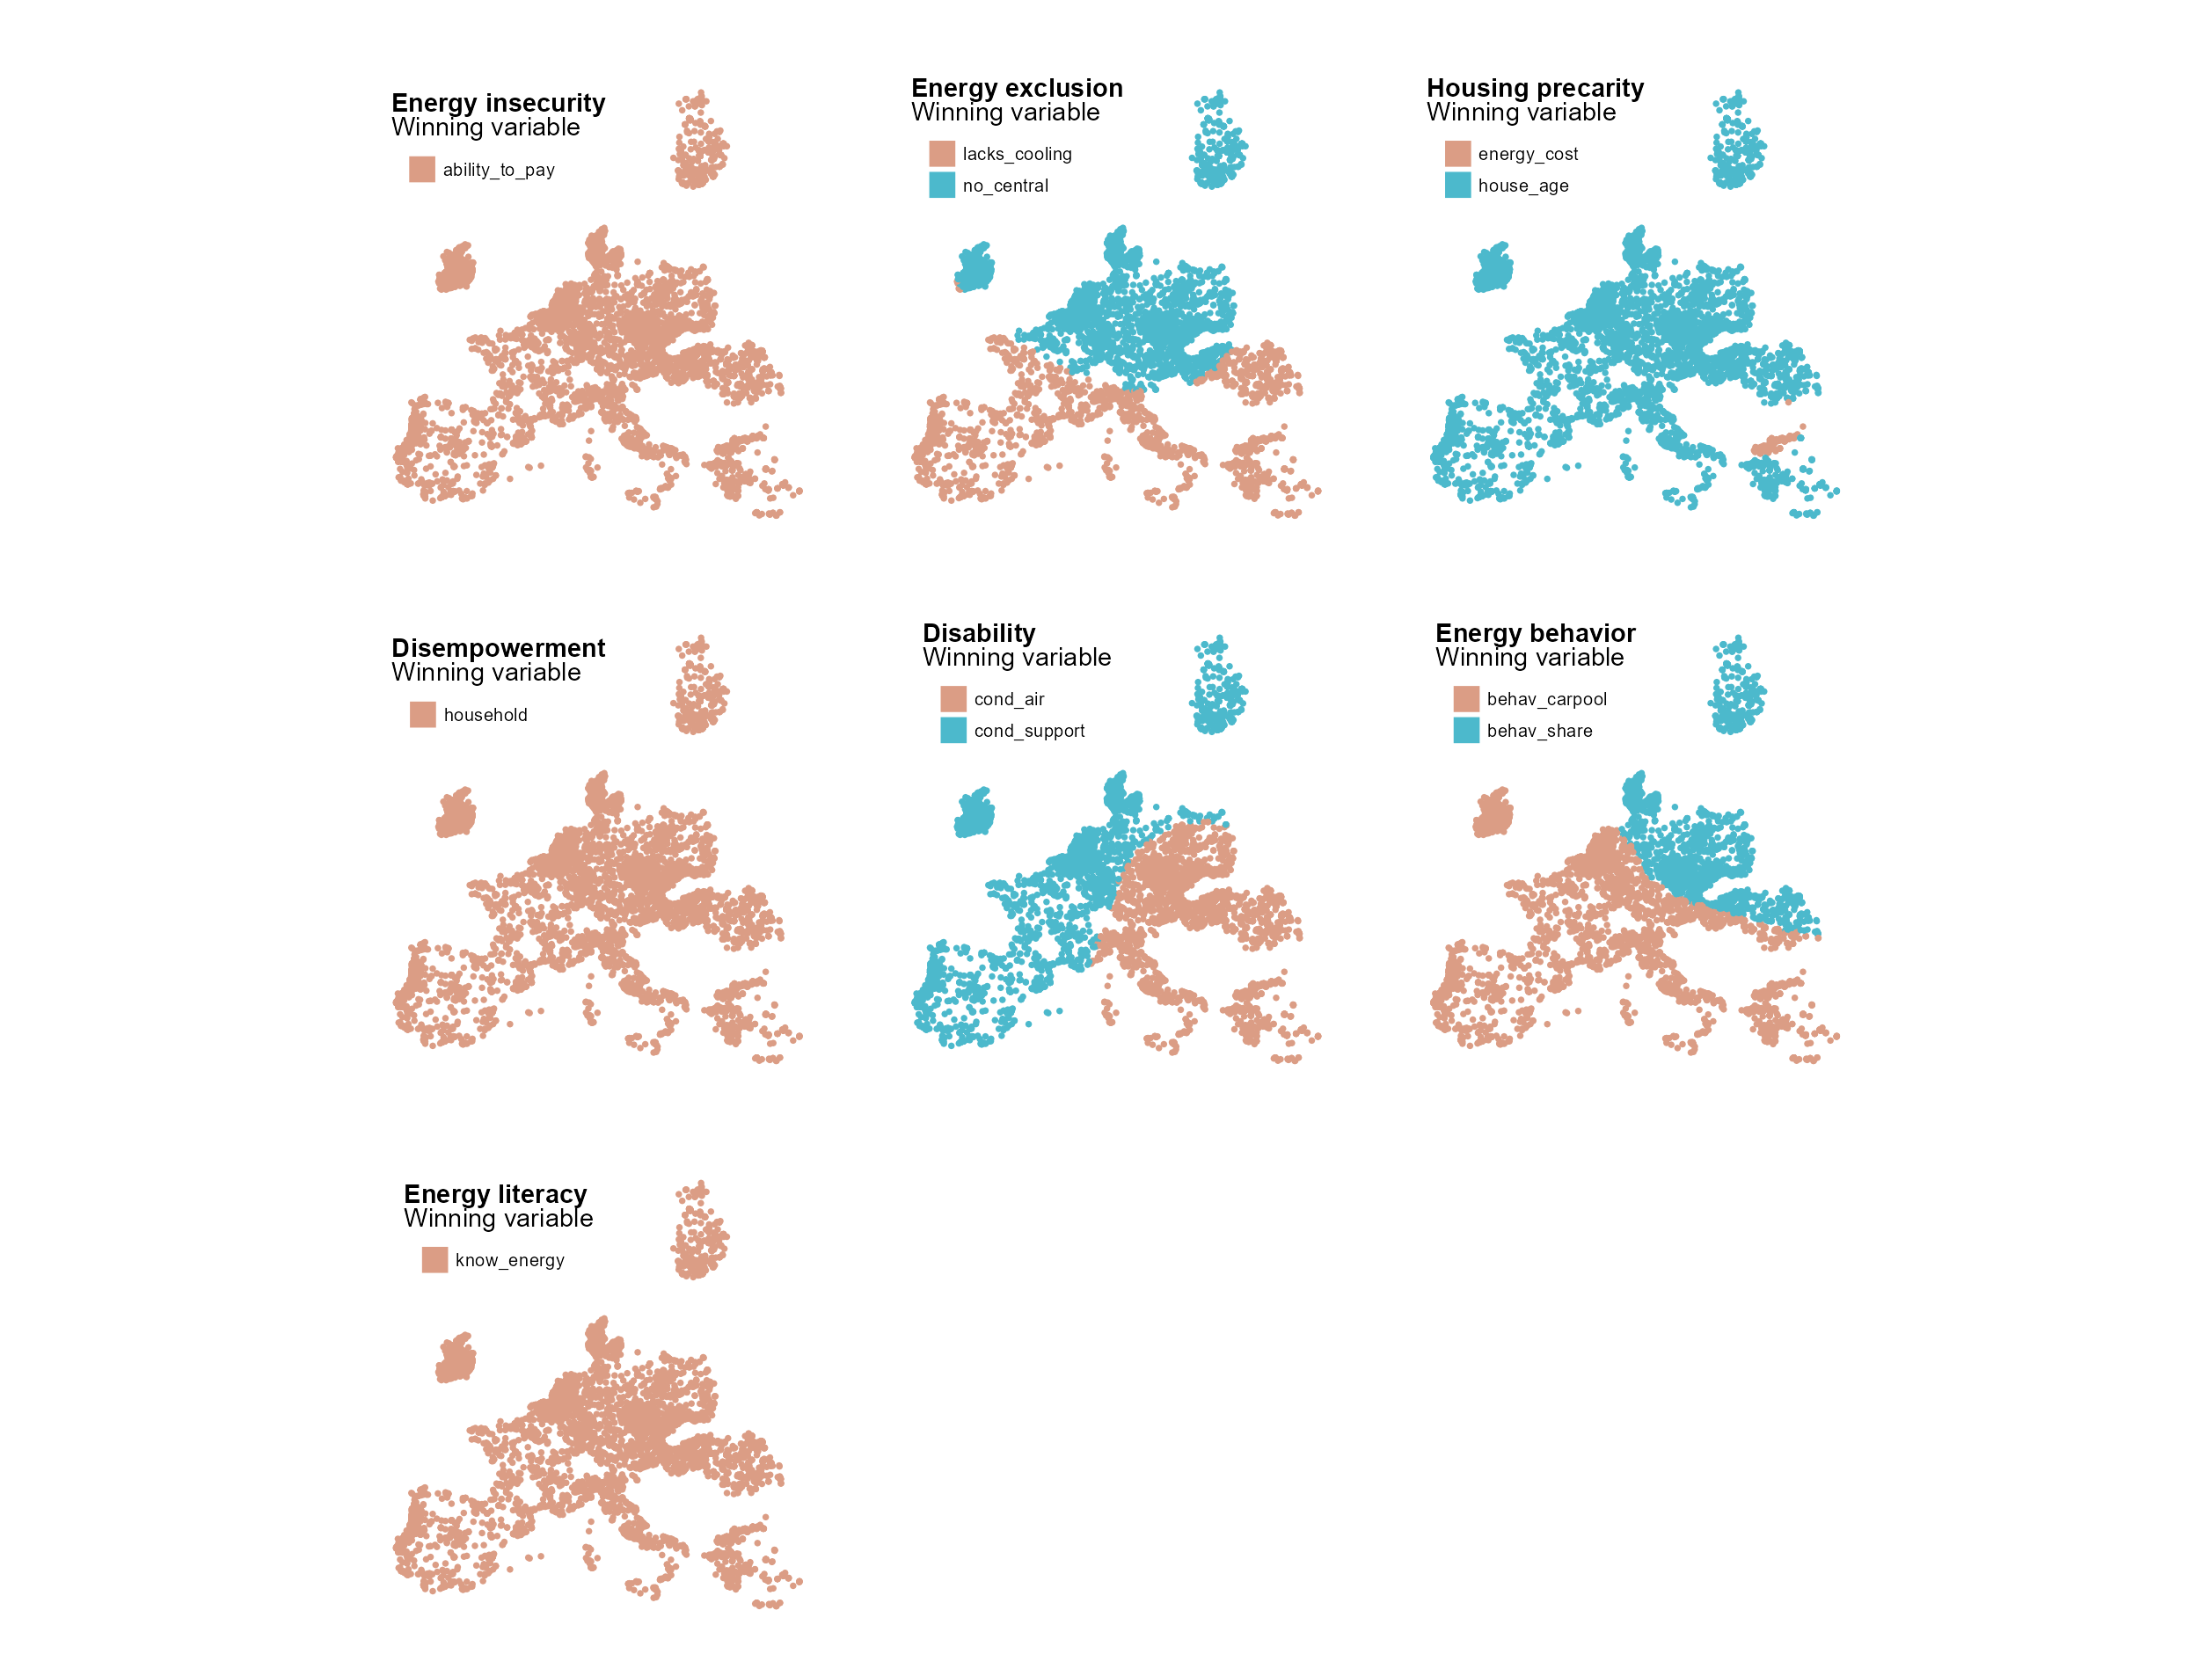 Energy insecurity
Winning variable
ability_to_pay
Energy exclusion
Winning variable
lacks_cooling
no_central
Housing precarity
Winning variable
energy_cost
house_age
Disempowerment
Winning variable
household
Disability
Winning variable
cond_air
cond_support
Energy behavior
Winning variable
behav_carpool
behav_share
Energy literacy
Winning variable
know_energy